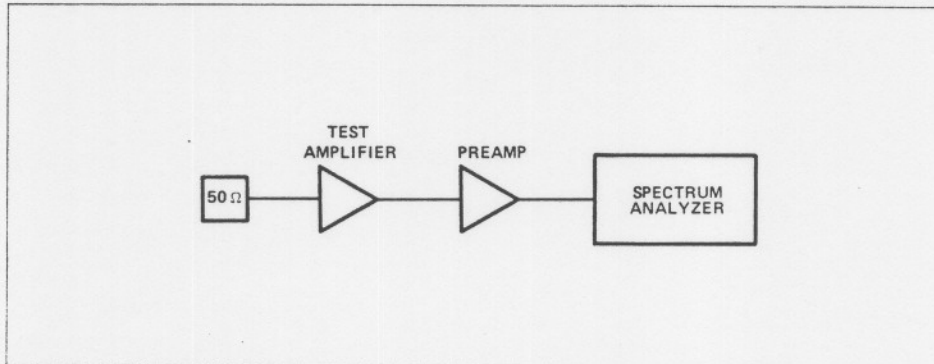 TEST
AMPLIFIER
PREAMP
50 Ω
SPECTRUM
ANALYZER